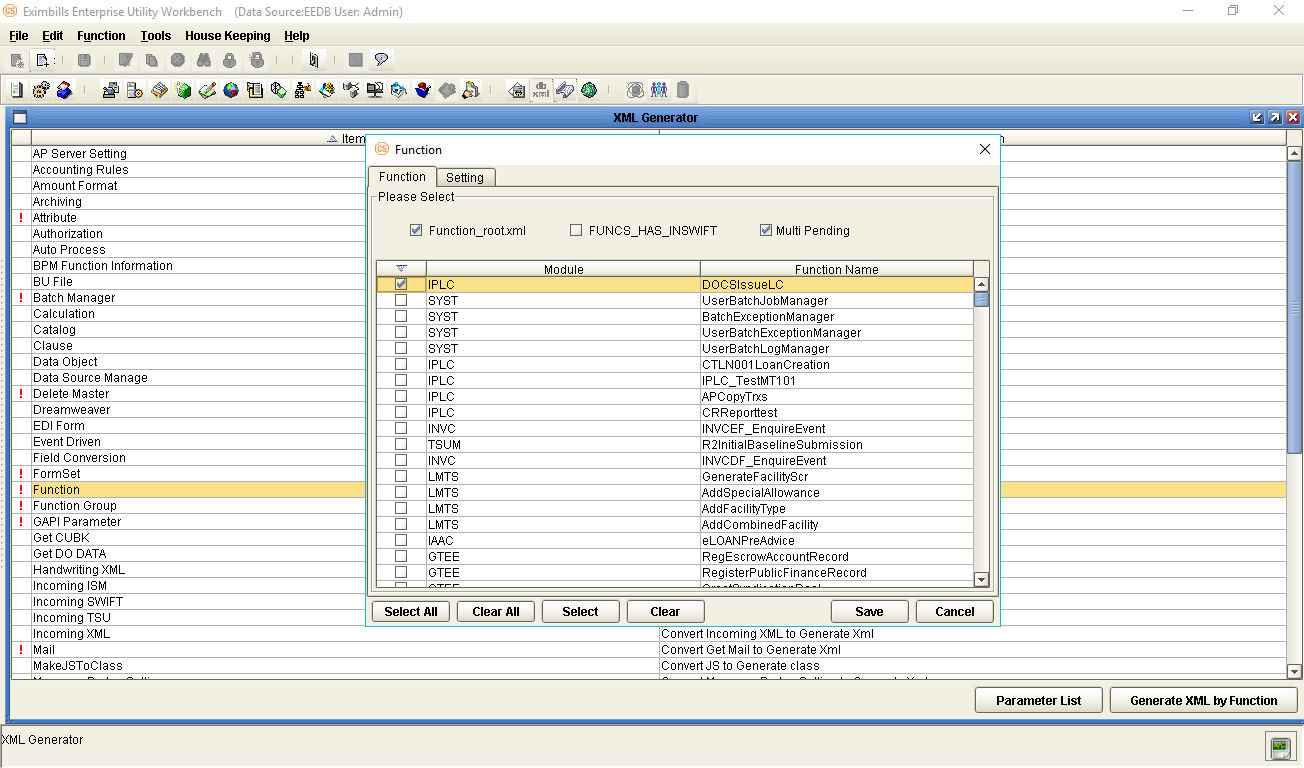 Eximbills Enterprise Utility Workbench (Data Source:EEDB User: Admin)
File Edit Function Tools House Keeping Help
XML Generator
Item
AP Server Setting
Accounting Rules
Amount Format
Archiving
! Attribute
Authorization
Auto Process
BPM Function Information
BU File
! Batch Manager
Calculation
Catalog
Clause
Data Object
Data Source Manage
! Delete Master
Dreamweaver
EDI Form
Event Driven
Field Conversion
! FormSet
! Function
! Function Group
! GAPI Parameter
Get CUBK
Get DO DATA
Handwriting XML
Incoming ISM
Incoming SWIFT
Incoming TSU
Incoming XML Convert Incoming XML to Generate Xml
! Mail Convert Get Mail to Generate Xml
MakeJSToClass Convert JS to Generate class
Function
Function Setting
Please Select
Function_root.xml FUNCS_HAS_INSWIFT Multi Pending
Module Function Name
IPLC DOCSIssueLC
SYST UserBatchJobManager
SYST BatchExceptionManager
SYST UserBatchExceptionManager
SYST UserBatchLogManager
IPLC CTLN001LoanCreation
IPLC IPLC_TestMT101
IPLC APCopyTrxs
IPLC CRReporttest
INVC INVCEF_EnquireEvent
TSUM R2InitialBaselineSubmission
INVC INVCDF_EnquireEvent
LMTS GenerateFacilityScr
LMTS AddSpecialAllowance
LMTS AddFacilityType
LMTS AddCombinedFacility
IAAC eLOANPreAdvice
GTEE RegEscrowAccountRecord
GTEE RegisterPublicFinanceRecord
Select All Clear All Select Clear Save Cancel
Parameter List Generate XML by Function
XML Generator